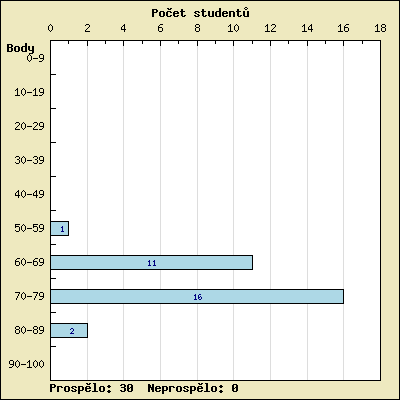 Počet studentů
0 2 4 6 8 10 12 14 16 18
Body
0-9
10-19
20-29
30-39
40-49
50-59 1
60-69 11
70-79 16
80-89 2
90-100
Prospělo: 30 Neprospělo: 0